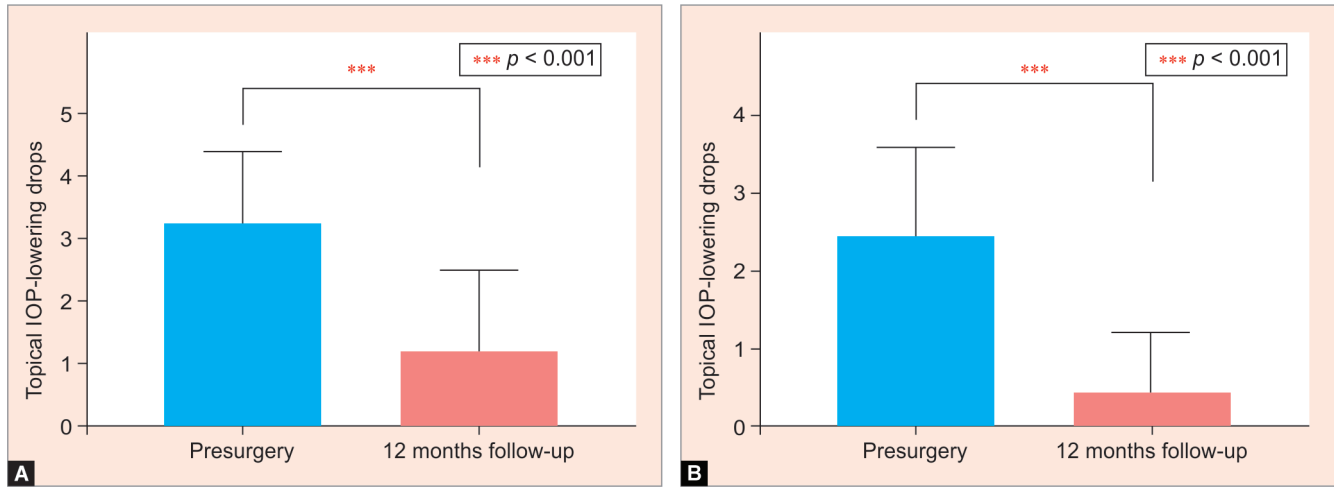 *** p < 0.001
***
5
4
3
2
1
0
Topical IOP-lowering drops
Presurgery
12 months follow-up
A
*** p < 0.001
***
4
3
2
1
0
Topical IOP-lowering drops
Presurgery
12 months follow-up
B